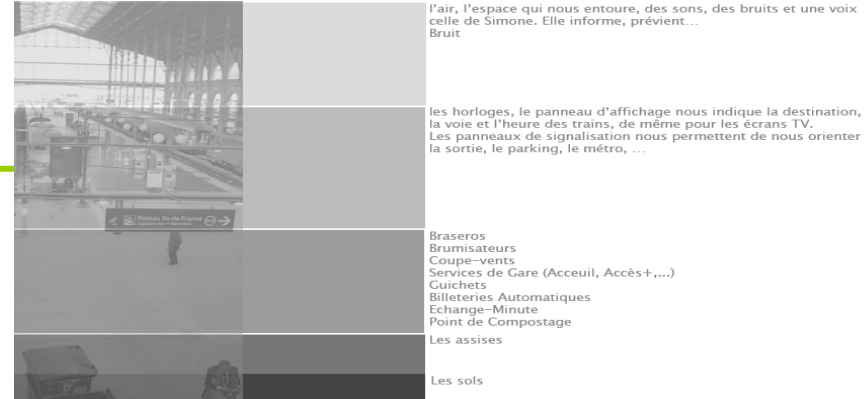 l'air, l'espace qui nous entoure, des sons, des bruits et une voix
celle de Simone. Elle informe, prévient...
Bruit
les horloges, le panneau d'affichage nous indique la destination,
la voie et l'heure des trains, de même pour les écrans TV.
Les panneaux de signalisation nous permettent de nous orienter
la sortie, le parking, le métro, ...
Réseau Ile-de-France
Braseros
Brumisateurs
Coupe-vents
Services de Gare (Acceuil, Accès+,...)
Guichets
Billeteries Automatiques
Echange-Minute
Point de Compostage
Les assises
Les sols